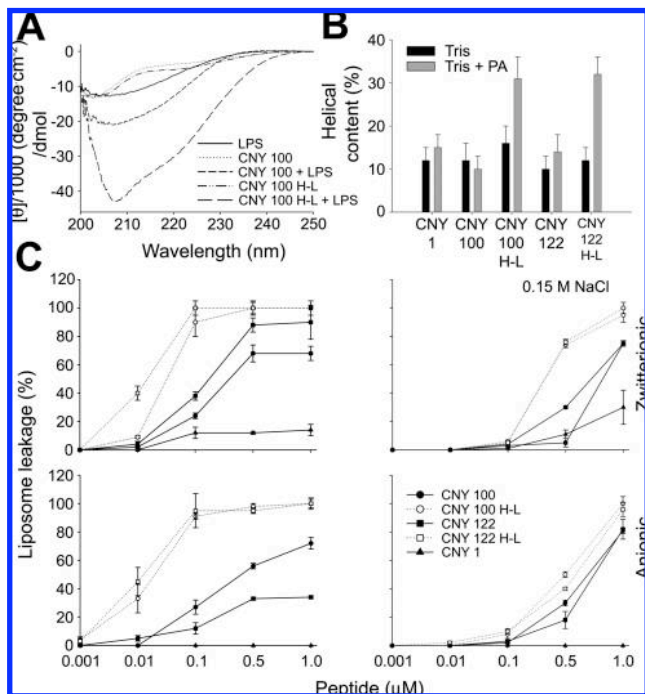 A
[θ]/1000 (degree cm-2)
/dmol
0
-10
-20
-30
-40
LPS
CNY 100
CNY 100 + LPS
CNY 100 H-L
CNY 100 H-L + LPS
200 210 220 230 240 250
Wavelength (nm)
B
Helical
content (%)
40
30
20
10
0
Tris
Tris + PA
CNY CNY CNY CNY CNY
1 100 100 122 122 H-L
H-L
C
Liposome leakage (%)
120
100
80
60
40
20
0
0.15 M NaCl
Zwitterionic
120
100
80
60
40
20
0
CNY 100
CNY 100 H-L
CNY 122
CNY 122 H-L
CNY 1
Anionic
0.001 0.01 0.1 0.5 1.0 0.001 0.01 0.1 0.5 1.0
Peptide (μM)